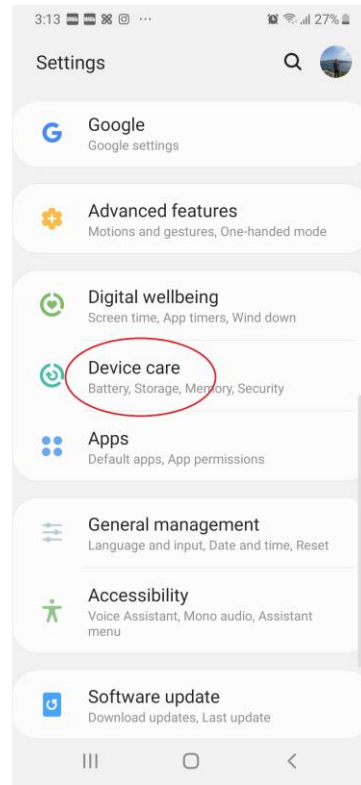 3:13 ··· 27%
Settings
Google
Google settings
Advanced features
Motions and gestures, One-handed mode
Digital wellbeing
Screen time, App timers, Wind down
Device care
Battery, Storage, Memory, Security
Apps
Default apps, App permissions
General management
Language and input, Date and time, Reset
Accessibility
Voice Assistant, Mono audio, Assistant
menu
Software update
Download updates, Last update